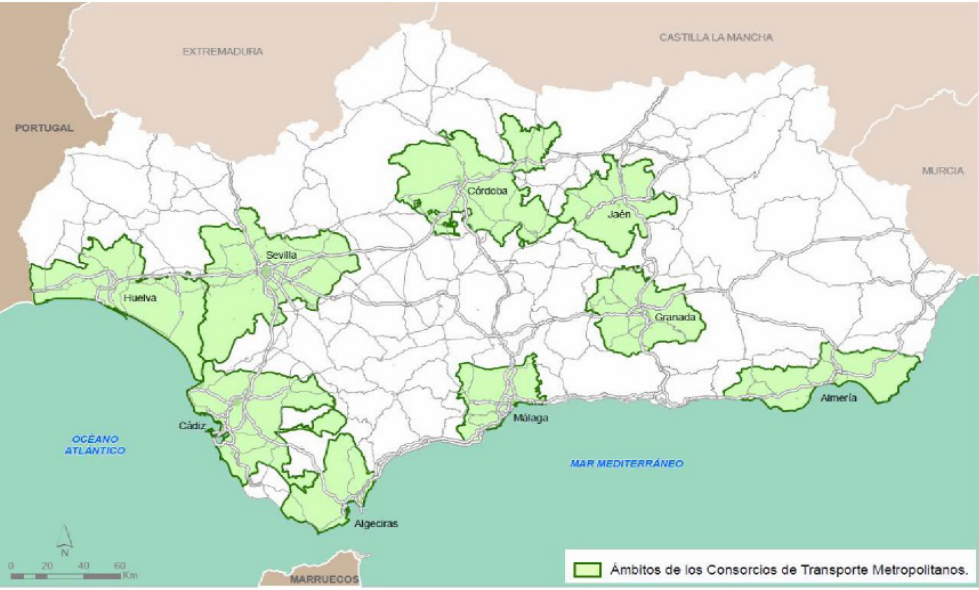 EXTREMADURA
CASTILLA LA MANCHA
PORTUGAL
MURCIA
Córdoba
Jaén
Sevilla
Huelva
Granada
Almería
Málaga
Cádiz
OCÉANO
ATLÁNTICO
MAR MEDITERRÁNEO
Algeciras
N
0 20 40 60
Km
MARRUECOS
Ámbitos de los Consorcios de Transporte Metropolitanos.